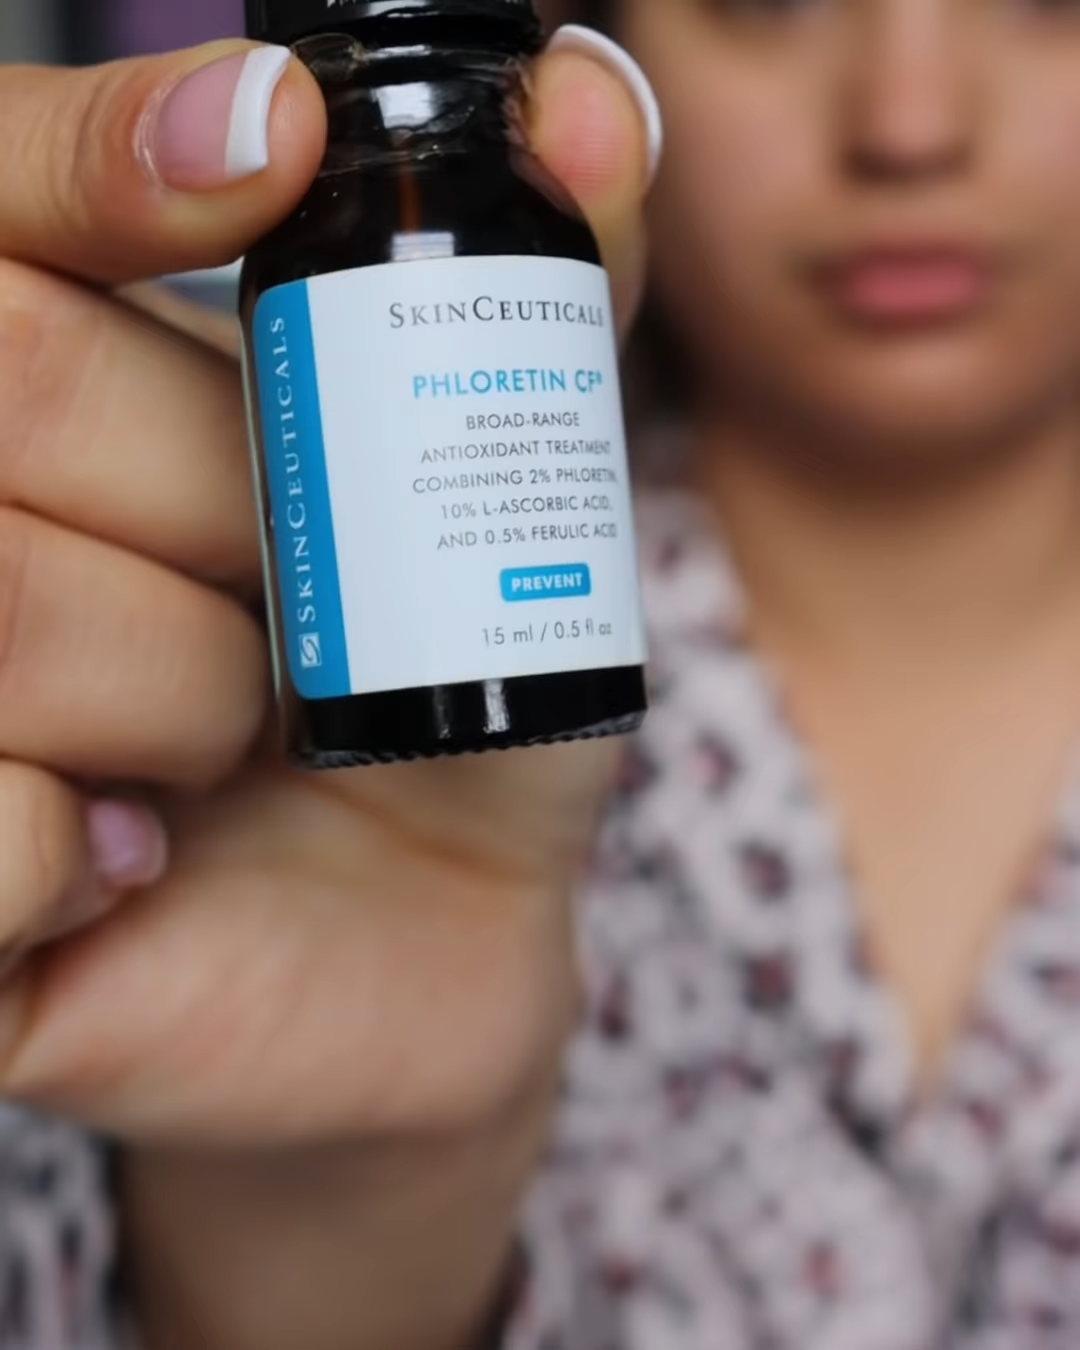 SKINCEUTICALS
PHLORETIN CF®
BROAD-RANGE
ANTIOXIDANT TREATMENT
COMBINING 2% PHLORETIN,
10% L-ASCORBIC ACID,
AND 0.5% FERULIC ACID
PREVENT
15 ml / 0.5 fl oz
SKINCEUTICALS